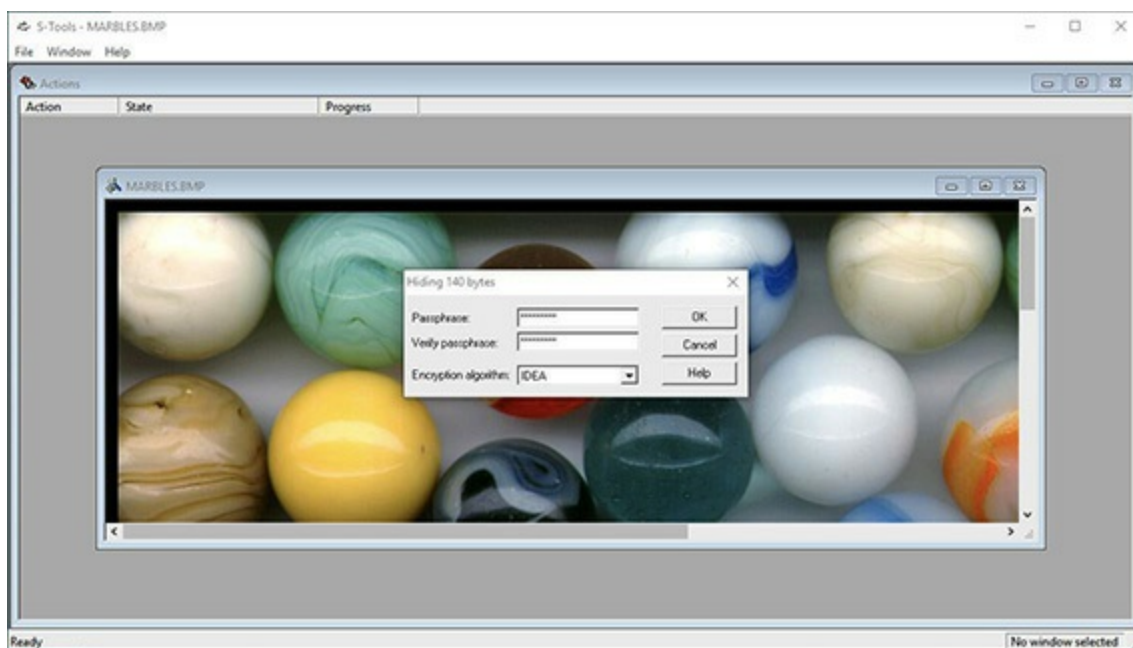 S-Tools - MARBLES.BMP
File Window Help
Actions
Action State Progress
MARBLES.BMP
Hiding 140 bytes
Passphrase: ********* OK
Verify passphrase: ********* Cancel
Encryption algorithm: IDEA Help
Ready No window selected